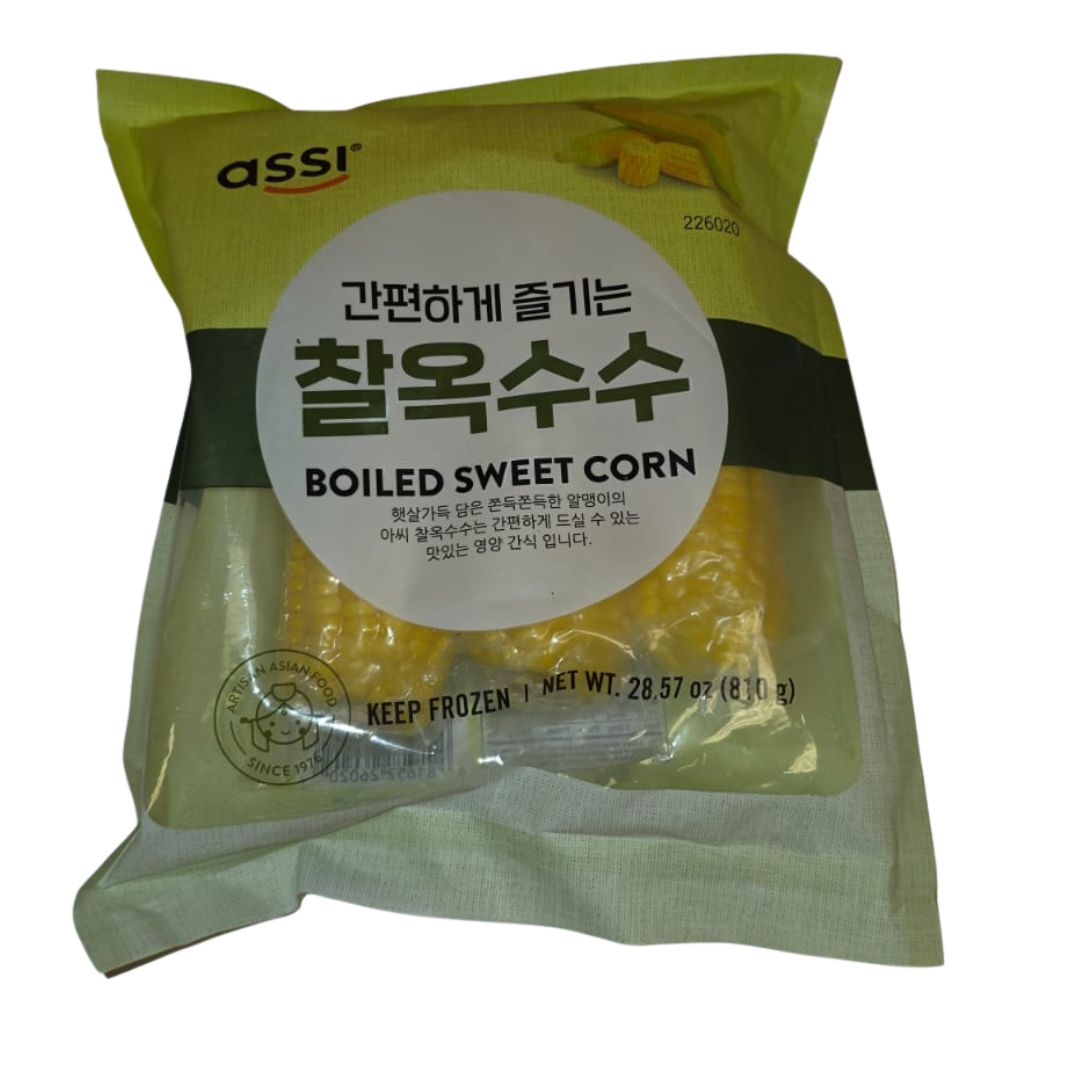 assi®
226020
간편하게 즐기는
찰옥수수
BOILED SWEET CORN
햇살가득 담은 쫀득쫀득한 알맹이의
아씨 찰옥수수는 간편하게 드실 수 있는
맛있는 영양 간식 입니다.
KEEP FROZEN | NET WT. 28.57 oz (810 g)
ARTISAN ASIAN FOOD
SINCE 1976
81652 26020